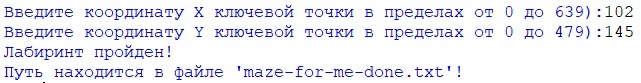 Введите координату X ключевой точки в пределах от 0 до 639):102
Введите координату Y ключевой точки в пределах от 0 до 479):145
Лабиринт пройден!
Путь находится в файле 'maze-for-me-done.txt'!